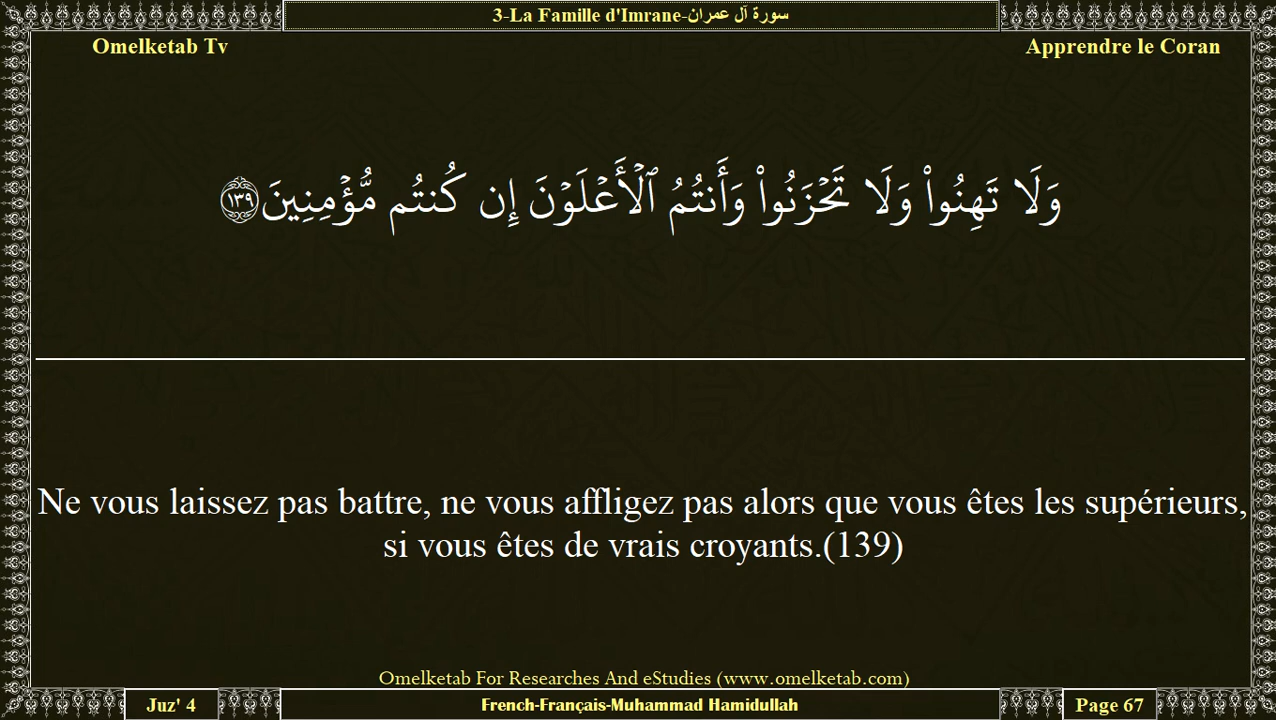 3-La Famille d'Imrane-سورة آل عمران
Omelketab Tv
Apprendre le Coran
وَلَا تَهِنُوا۟ وَلَا تَحْزَنُوا۟ وَأَنتُمُ ٱلْأَعْلَوْنَ إِن كُنتُم مُّؤْمِنِينَ ١٣٩
Ne vous laissez pas battre, ne vous affligez pas alors que vous êtes les supérieurs,
si vous êtes de vrais croyants.(139)
Omelketab For Researches And eStudies (www.omelketab.com)
Juz' 4
French-Français-Muhammad Hamidullah
Page 67